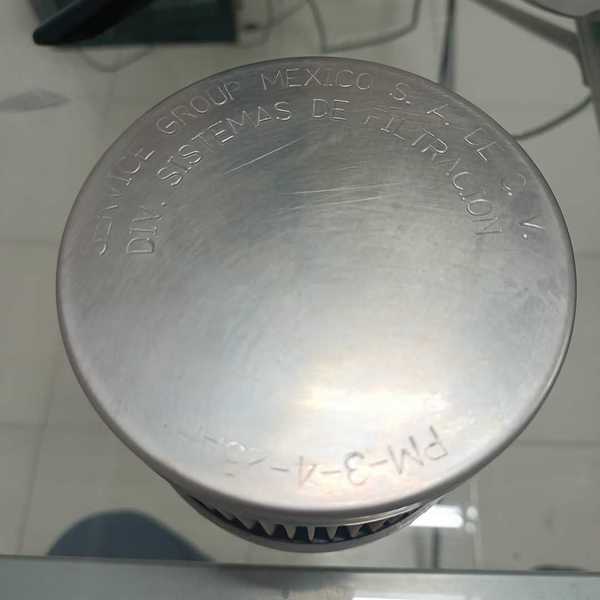 SERVICE GROUP MEXICO S. A. DE C. V.
DIV. SISTEMAS DE FILTRACION
PM-3-4-